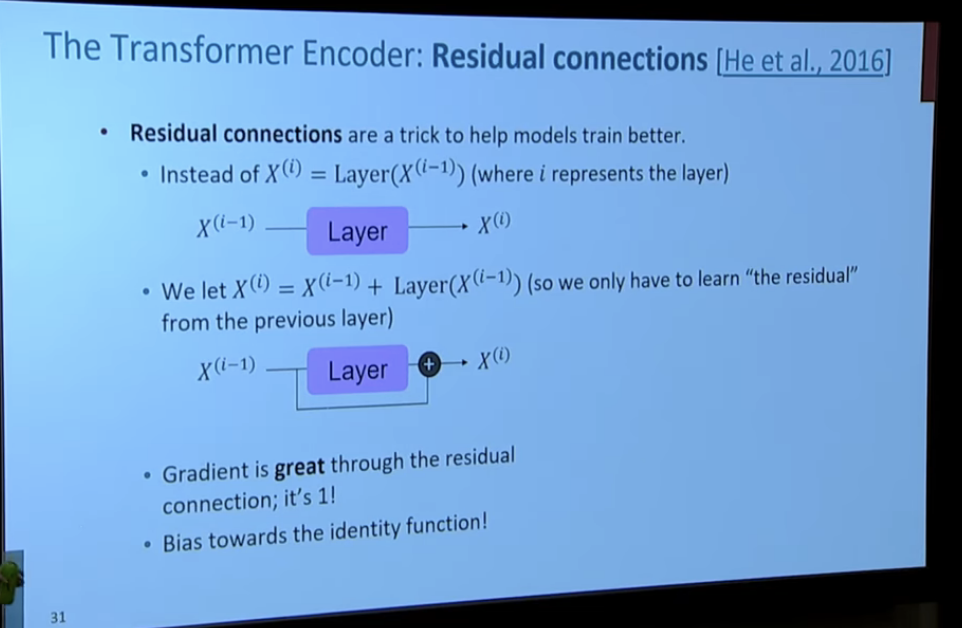 The Transformer Encoder: Residual connections [He et al., 2016]
• Residual connections are a trick to help models train better.
• Instead of X⁽ⁱ⁾ = Layer(X⁽ⁱ⁻¹⁾) (where i represents the layer)
X⁽ⁱ⁻¹⁾ Layer X⁽ⁱ⁾
• We let X⁽ⁱ⁾ = X⁽ⁱ⁻¹⁾ + Layer(X⁽ⁱ⁻¹⁾) (so we only have to learn “the residual”
from the previous layer)
X⁽ⁱ⁻¹⁾ Layer + X⁽ⁱ⁾
• Gradient is great through the residual
connection; it’s 1!
• Bias towards the identity function!
31